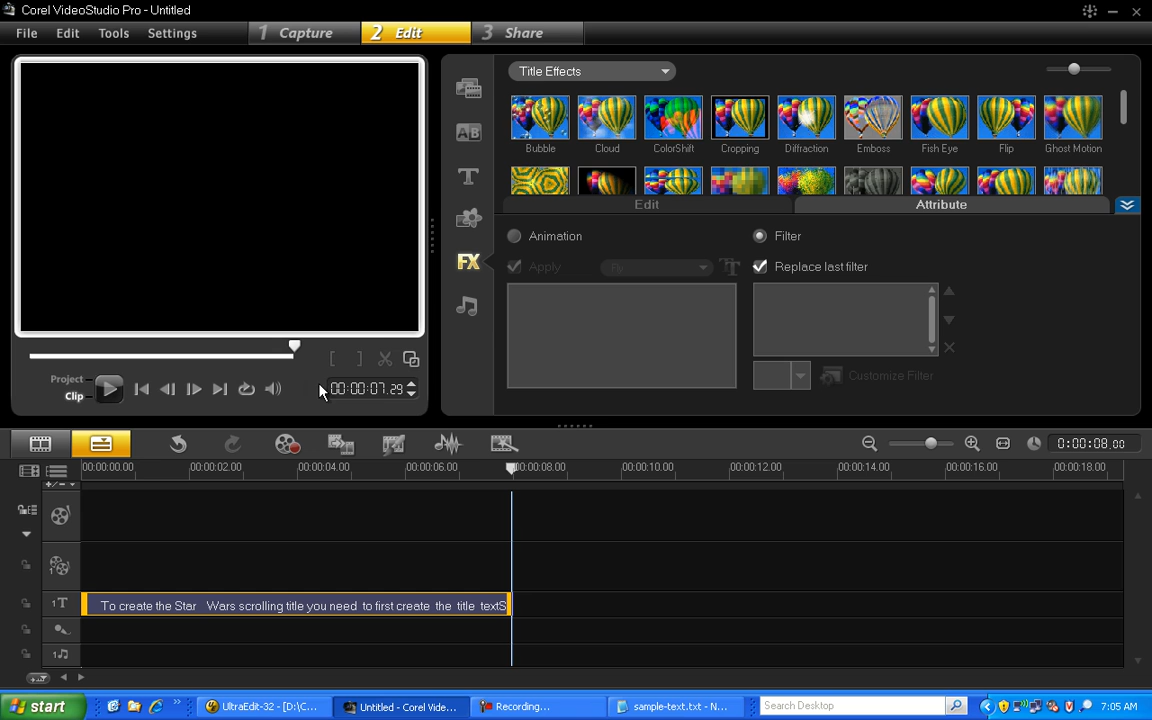 Corel VideoStudio Pro - Untitled
File Edit Tools Settings 1 Capture 2 Edit 3 Share
Title Effects
Bubble Cloud ColorShift Cropping Diffraction Emboss Fish Eye Flip Ghost Motion
Edit Attribute
Animation Filter
Apply Fly Replace last filter
Customize Filter
Project
Clip
00:00:07.29
0:00:08.00
00:00:00.00 00:00:02.00 00:00:04.00 00:00:06.00 00:00:08.00 00:00:10.00 00:00:12.00 00:00:14.00 00:00:16.00 00:00:18.00
To create the Star Wars scrolling title you need to first create the title textS
start UltraEdit-32 - [D:\C... Untitled - Corel Vide... Recording... sample-text.txt - N... Search Desktop 7:05 AM